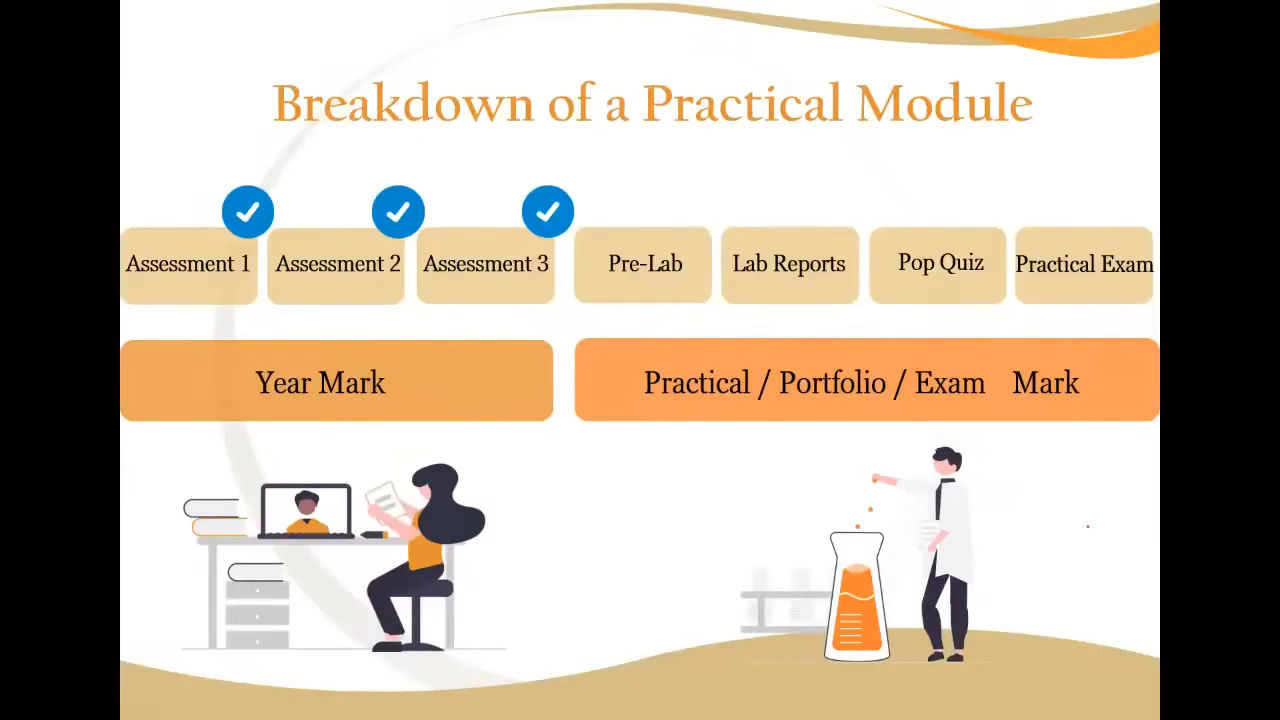 Breakdown of a Practical Module
Assessment 1
Assessment 2
Assessment 3
Pre-Lab
Lab Reports
Pop Quiz
Practical Exam
Year Mark
Practical / Portfolio / Exam Mark